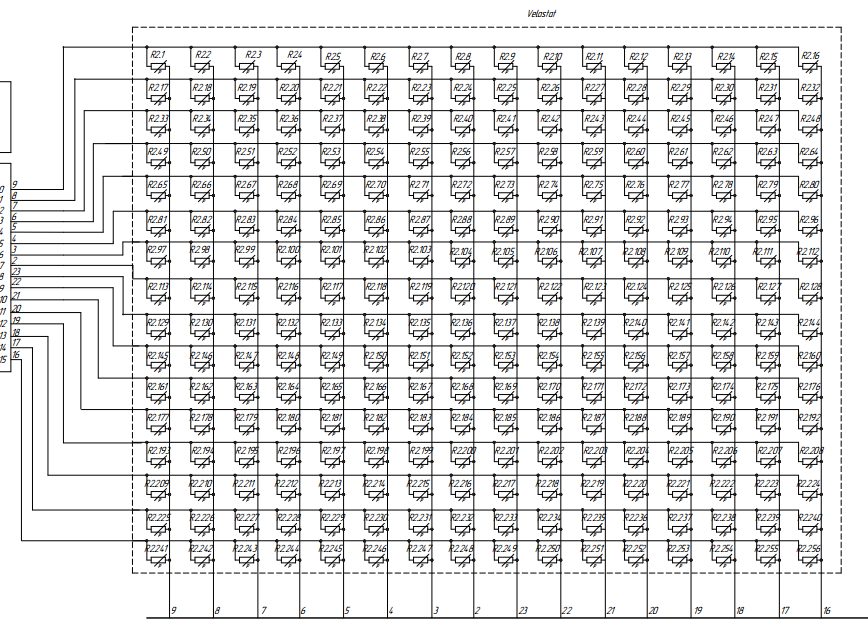 Velostat
R2.1 R2.2 R2.3 R2.4 R2.5 R2.6 R2.7 R2.8 R2.9 R2.10 R2.11 R2.12 R2.13 R2.14 R2.15 R2.16
R2.17 R2.18 R2.19 R2.20 R2.21 R2.22 R2.23 R2.24 R2.25 R2.26 R2.27 R2.28 R2.29 R2.30 R2.31 R2.32
R2.33 R2.34 R2.35 R2.36 R2.37 R2.38 R2.39 R2.40 R2.41 R2.42 R2.43 R2.44 R2.45 R2.46 R2.47 R2.48
R2.49 R2.50 R2.51 R2.52 R2.53 R2.54 R2.55 R2.56 R2.57 R2.58 R2.59 R2.60 R2.61 R2.62 R2.63 R2.64
R2.65 R2.66 R2.67 R2.68 R2.69 R2.70 R2.71 R2.72 R2.73 R2.74 R2.75 R2.76 R2.77 R2.78 R2.79 R2.80
R2.81 R2.82 R2.83 R2.84 R2.85 R2.86 R2.87 R2.88 R2.89 R2.90 R2.91 R2.92 R2.93 R2.94 R2.95 R2.96
R2.97 R2.98 R2.99 R2.100 R2.101 R2.102 R2.103 R2.104 R2.105 R2.106 R2.107 R2.108 R2.109 R2.110 R2.111 R2.112
R2.113 R2.114 R2.115 R2.116 R2.117 R2.118 R2.119 R2.120 R2.121 R2.122 R2.123 R2.124 R2.125 R2.126 R2.127 R2.128
R2.129 R2.130 R2.131 R2.132 R2.133 R2.134 R2.135 R2.136 R2.137 R2.138 R2.139 R2.140 R2.141 R2.142 R2.143 R2.144
R2.145 R2.146 R2.147 R2.148 R2.149 R2.150 R2.151 R2.152 R2.153 R2.154 R2.155 R2.156 R2.157 R2.158 R2.159 R2.160
R2.161 R2.162 R2.163 R2.164 R2.165 R2.166 R2.167 R2.168 R2.169 R2.170 R2.171 R2.172 R2.173 R2.174 R2.175 R2.176
R2.177 R2.178 R2.179 R2.180 R2.181 R2.182 R2.183 R2.184 R2.185 R2.186 R2.187 R2.188 R2.189 R2.190 R2.191 R2.192
R2.193 R2.194 R2.195 R2.196 R2.197 R2.198 R2.199 R2.200 R2.201 R2.202 R2.203 R2.204 R2.205 R2.206 R2.207 R2.208
R2.209 R2.210 R2.211 R2.212 R2.213 R2.214 R2.215 R2.216 R2.217 R2.218 R2.219 R2.220 R2.221 R2.222 R2.223 R2.224
R2.225 R2.226 R2.227 R2.228 R2.229 R2.230 R2.231 R2.232 R2.233 R2.234 R2.235 R2.236 R2.237 R2.238 R2.239 R2.240
R2.241 R2.242 R2.243 R2.244 R2.245 R2.246 R2.247 R2.248 R2.249 R2.250 R2.251 R2.252 R2.253 R2.254 R2.255 R2.256
0 9
1 8
2 7
3 6
4 5
5 4
6 3
7 2
8 23
9 22
10 21
11 20
12 19
13 18
14 17
15 16
9 8 7 6 5 4 3 2 23 22 21 20 19 18 17 16